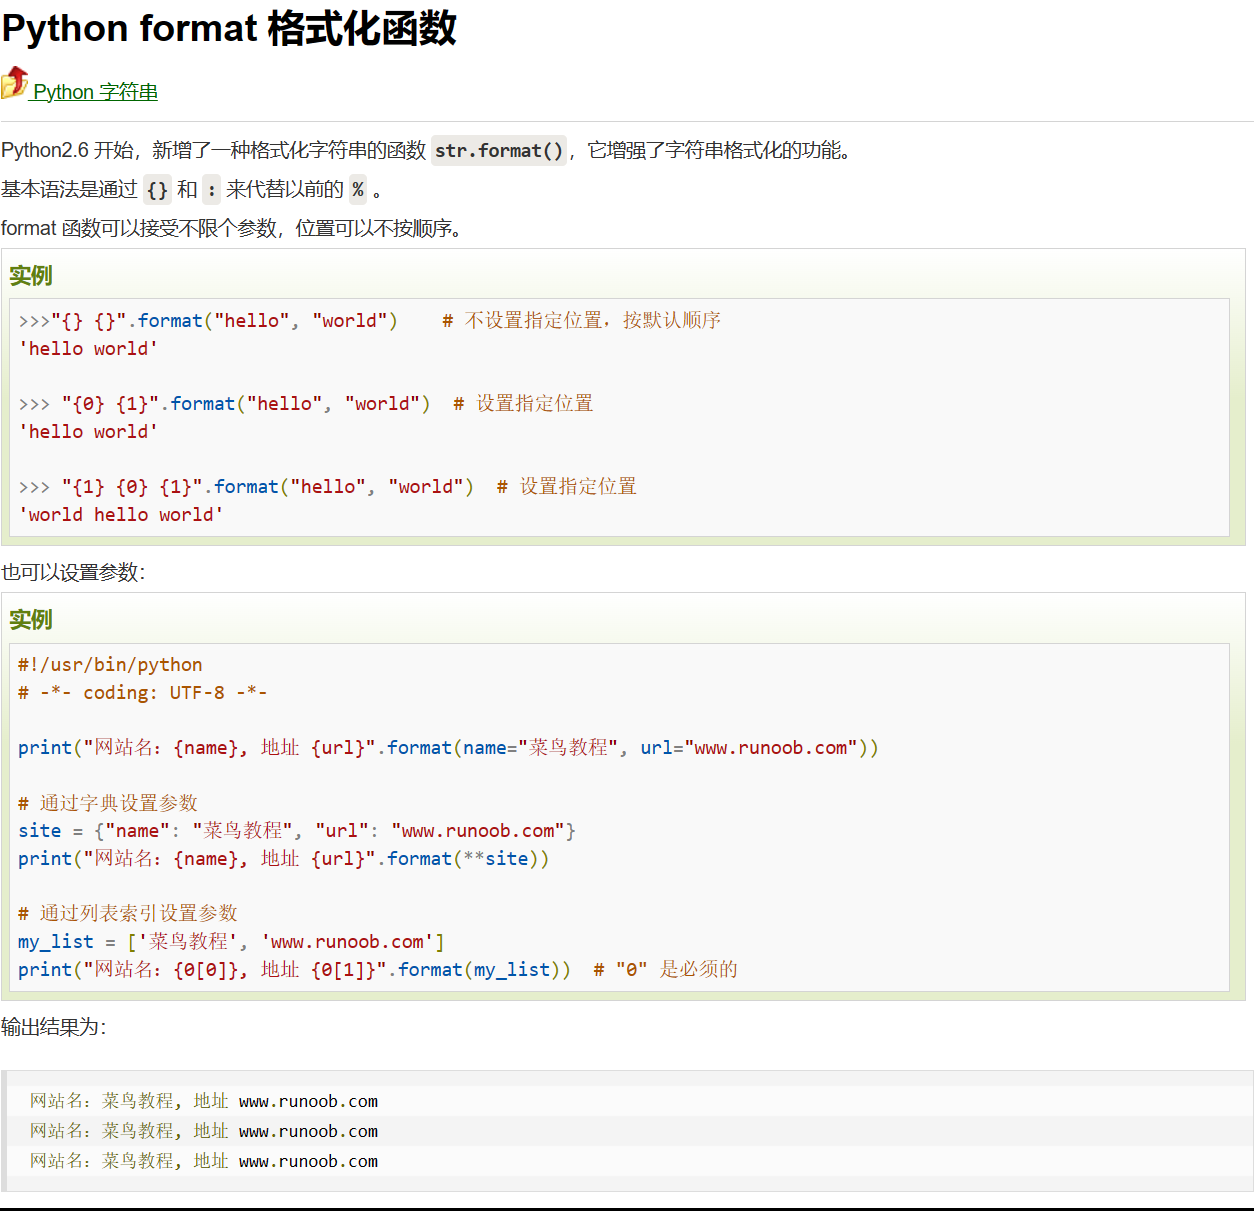 Python format 格式化函数
Python 字符串
Python2.6 开始，新增了一种格式化字符串的函数 str.format()，它增强了字符串格式化的功能。
基本语法是通过 {} 和 : 来代替以前的 % 。
format 函数可以接受不限个参数，位置可以不按顺序。
实例
>>>"{} {}".format("hello", "world")    # 不设置指定位置，按默认顺序
'hello world'
>>> "{0} {1}".format("hello", "world")  # 设置指定位置
'hello world'
>>> "{1} {0} {1}".format("hello", "world")  # 设置指定位置
'world hello world'
也可以设置参数：
实例
#!/usr/bin/python
# -*- coding: UTF-8 -*-
print("网站名：{name}, 地址 {url}".format(name="菜鸟教程", url="www.runoob.com"))
# 通过字典设置参数
site = {"name": "菜鸟教程", "url": "www.runoob.com"}
print("网站名：{name}, 地址 {url}".format(**site))
# 通过列表索引设置参数
my_list = ['菜鸟教程', 'www.runoob.com']
print("网站名：{0[0]}, 地址 {0[1]}".format(my_list))  # "0" 是必须的
输出结果为：
网站名：菜鸟教程, 地址 www.runoob.com
网站名：菜鸟教程, 地址 www.runoob.com
网站名：菜鸟教程, 地址 www.runoob.com